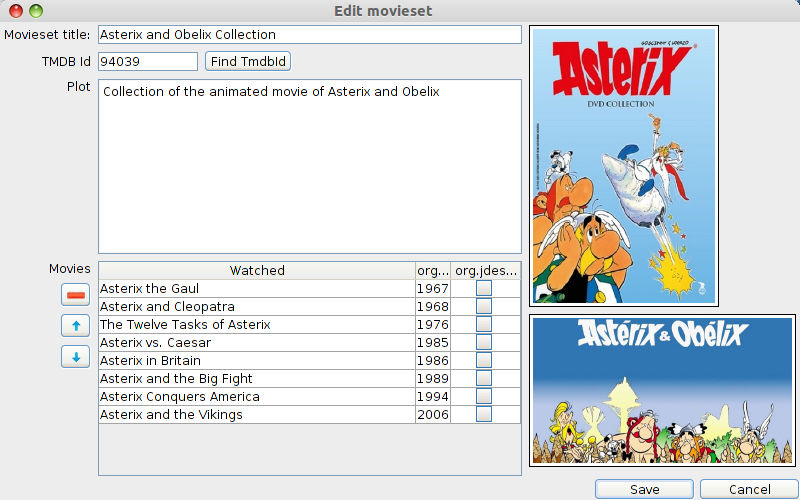 Edit movieset
Movieset title: Asterix and Obelix Collection
TMDB Id 94039 Find TmdbId
Plot Collection of the animated movie of Asterix and Obelix
Movies Watched org... org.jdes...
Asterix the Gaul 1967
Asterix and Cleopatra 1968
The Twelve Tasks of Asterix 1976
Asterix vs. Caesar 1985
Asterix in Britain 1986
Asterix and the Big Fight 1989
Asterix Conquers America 1994
Asterix and the Vikings 2006
Asterix
DVD COLLECTION
Astérix & Obélix
Save Cancel